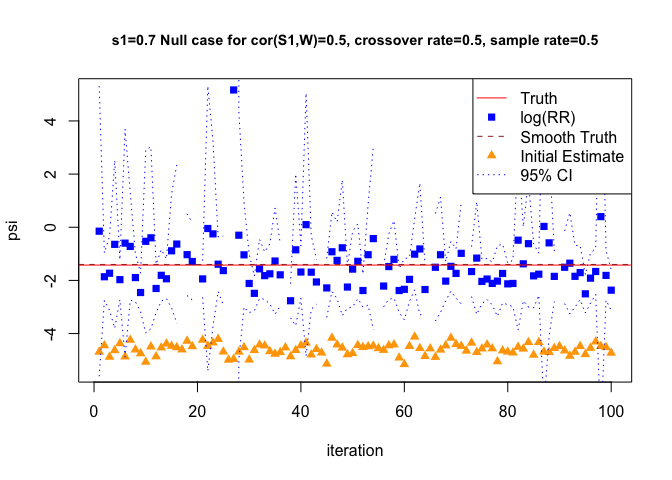 s1=0.7 Null case for cor(S1,W)=0.5, crossover rate=0.5, sample rate=0.5
Truth
log(RR)
Smooth Truth
Initial Estimate
95% CI
psi
4
2
0
-2
-4
0
20
40
60
80
100
iteration